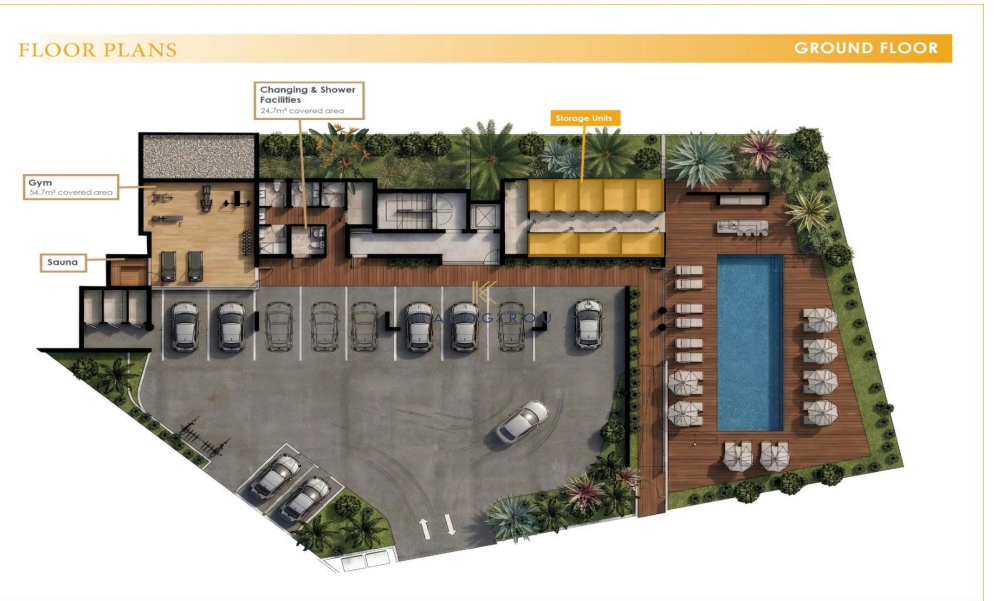 FLOOR PLANS
GROUND FLOOR
Changing & Shower
Facilities
24.7m² covered area
Storage Units
Gym
54.7m² covered area
Sauna
KALOGIROU